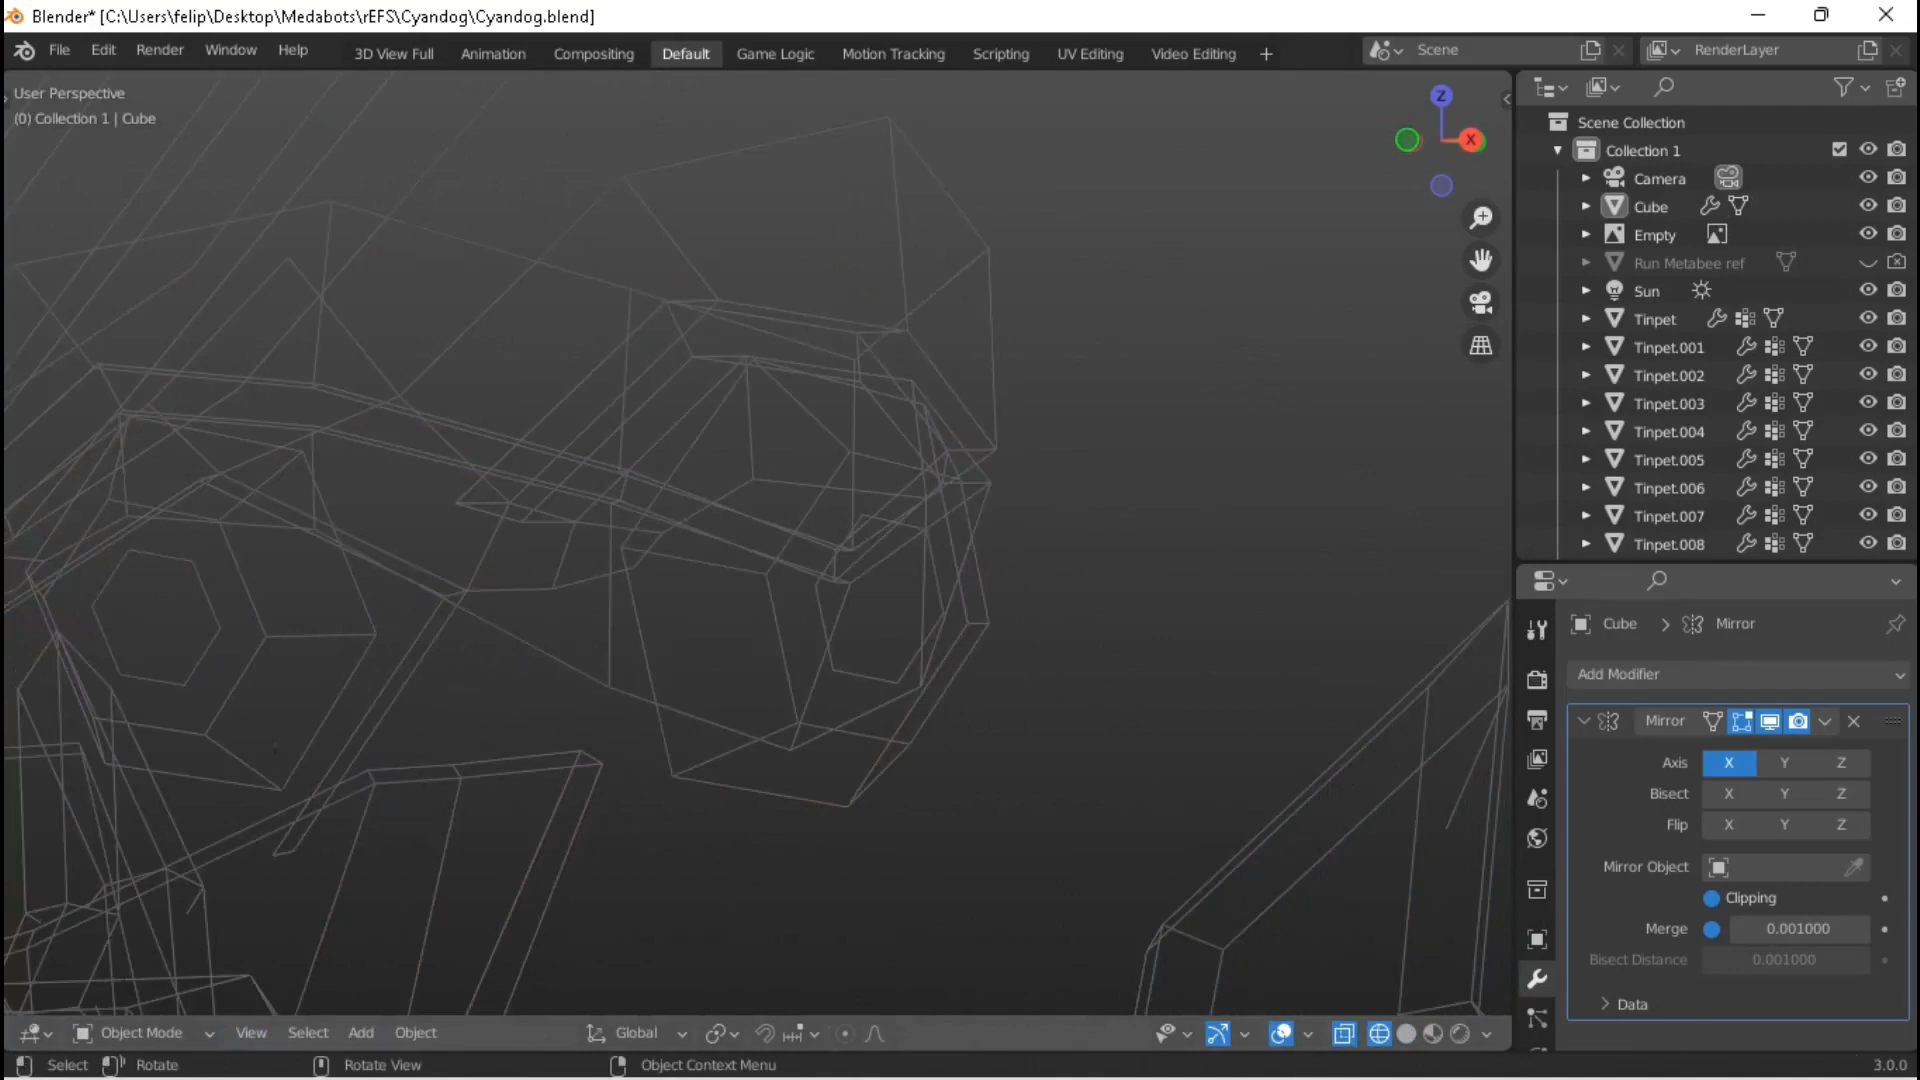 Blender* [C:\Users\felip\Desktop\Medabots\rEFS\Cyandog\Cyandog.blend]
File Edit Render Window Help 3D View Full Animation Compositing Default Game Logic Motion Tracking Scripting UV Editing Video Editing + Scene RenderLayer
User Perspective
(0) Collection 1 | Cube
Z
X
Scene Collection
Collection 1
Camera
Cube
Empty
Run Metabee ref
Sun
Tinpet
Tinpet.001
Tinpet.002
Tinpet.003
Tinpet.004
Tinpet.005
Tinpet.006
Tinpet.007
Tinpet.008
Cube > Mirror
Add Modifier
Mirror
Axis X Y Z
Bisect X Y Z
Flip X Y Z
Mirror Object
Clipping
Merge 0.001000
Bisect Distance 0.001000
Data
Object Mode View Select Add Object Global
Select Rotate Rotate View Object Context Menu 3.0.0